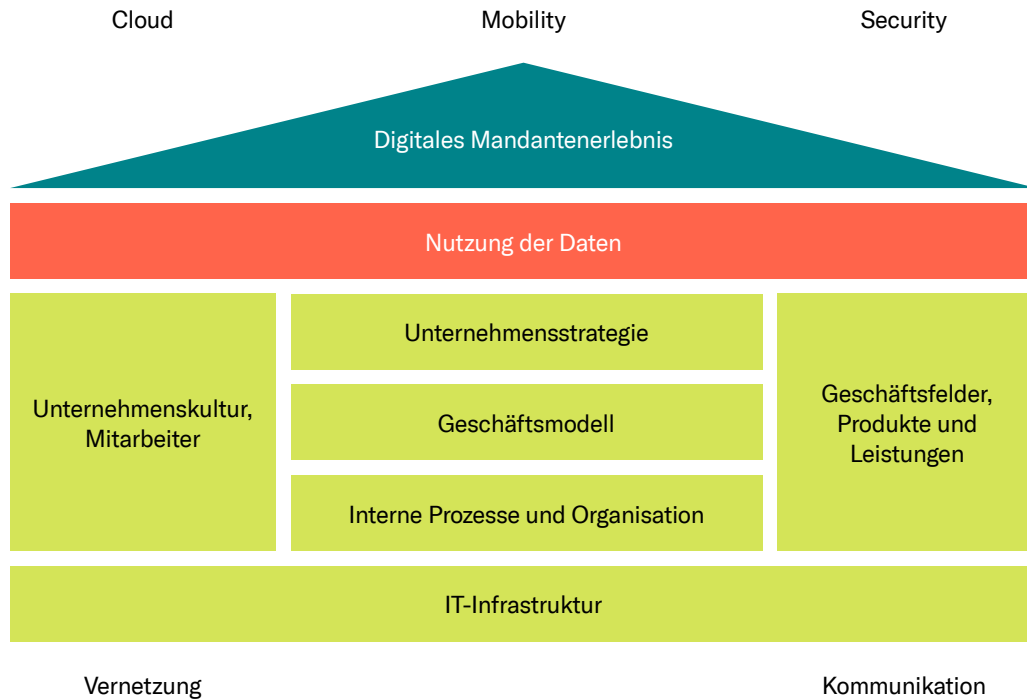 Cloud
Mobility
Security
Digitales Mandantenerlebnis
Nutzung der Daten
Unternehmenskultur,
Mitarbeiter
Unternehmensstrategie
Geschäftsmodell
Interne Prozesse und Organisation
Geschäftsfelder,
Produkte und
Leistungen
IT-Infrastruktur
Vernetzung
Kommunikation